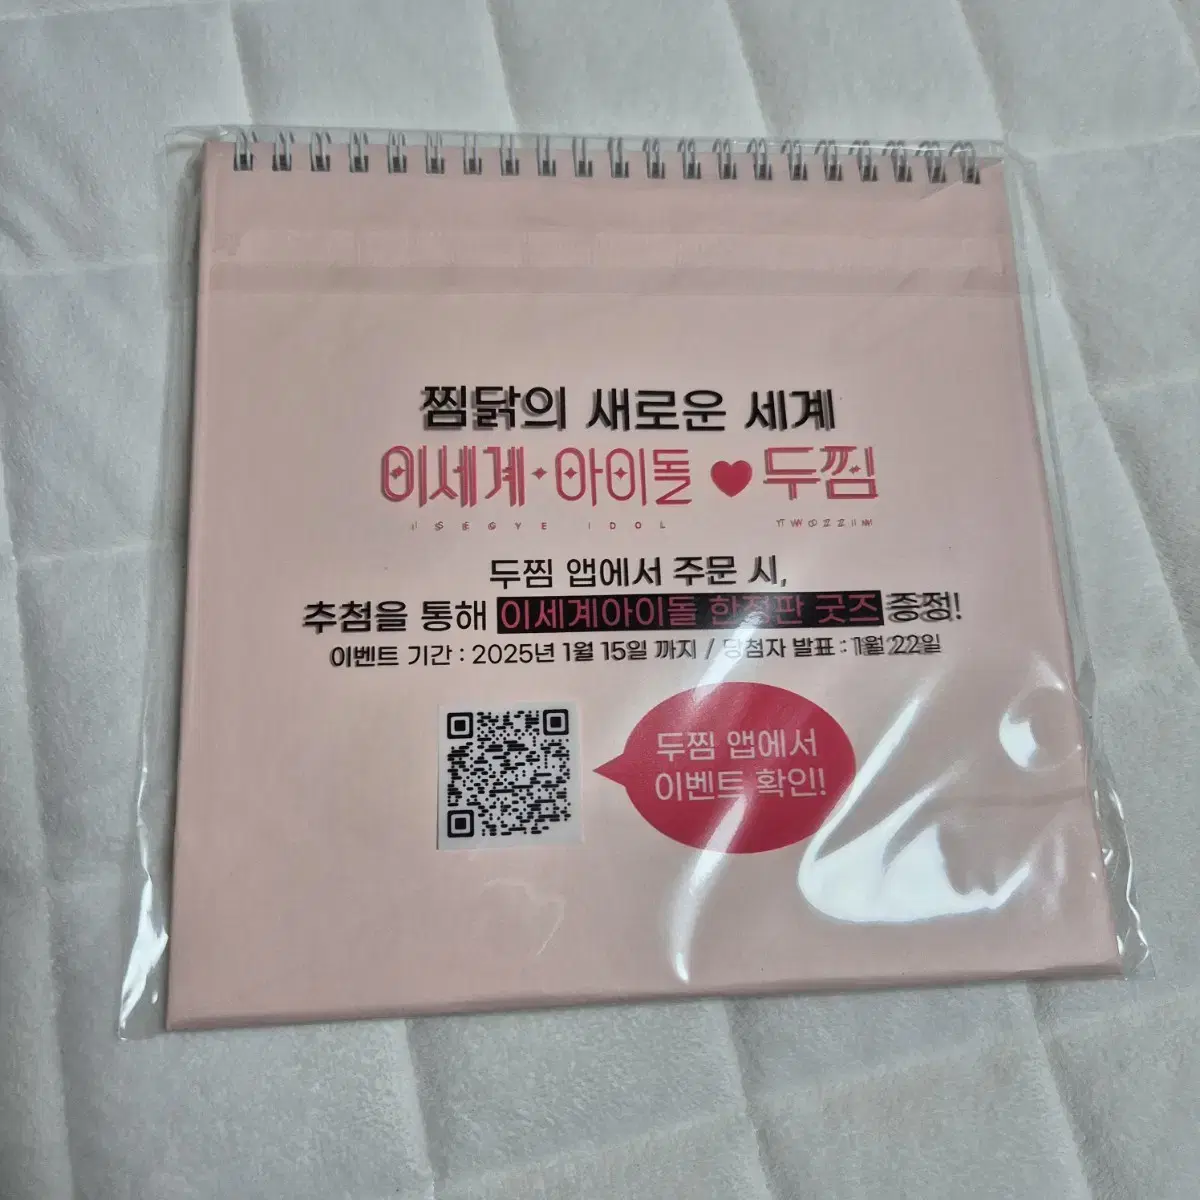 찜닭의 새로운 세계
이세계·아이돌 ♥ 두찜
ISEGYE IDOL TWOZZIM
두찜 앱에서 주문 시,
추첨을 통해 이세계아이돌 한정판 굿즈 증정!
이벤트 기간 : 2025년 1월 15일 까지 / 당첨자 발표 : 1월 22일
두찜 앱에서
이벤트 확인!